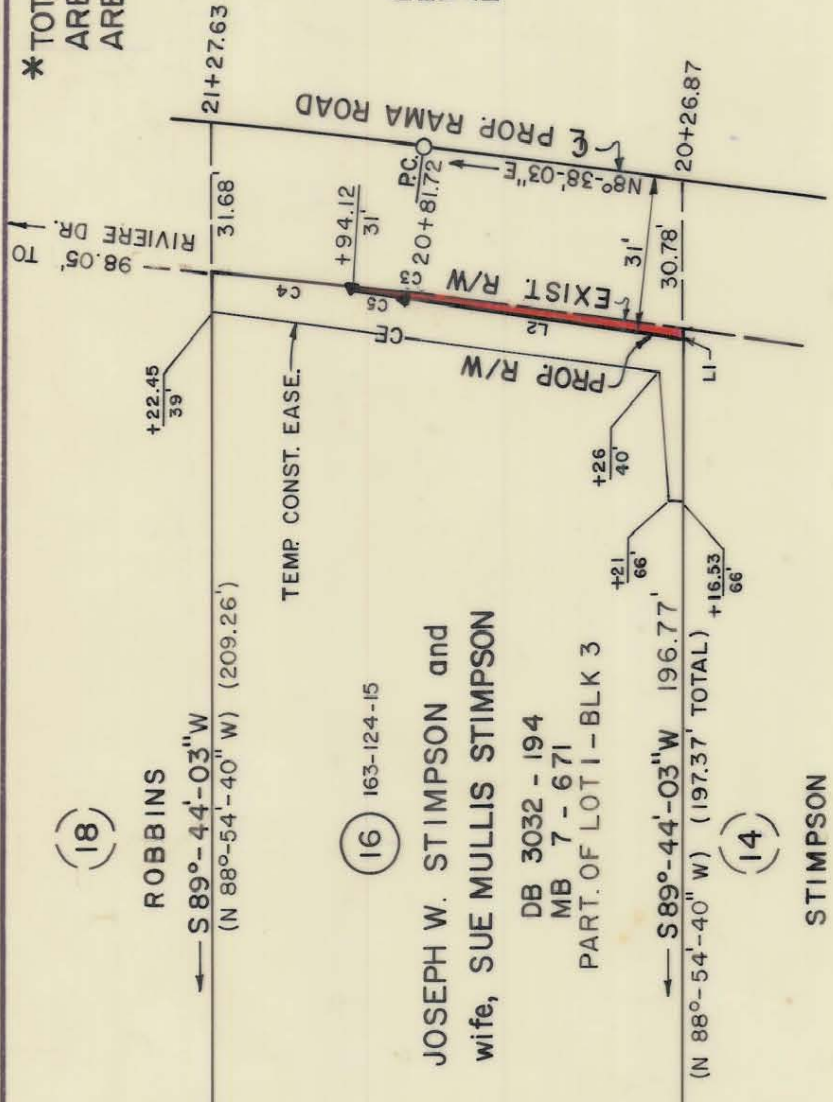 *TOT
ARE
ARE
21+27.63
31.68'
98.05' TO
RIVIERE DR.
℄ PROP. RAMA ROAD
N8°-38'-03"E
P.C.
20+81.72
+94.12
31'
C4
C5
C3
EXIST. R/W
31'
L2
20+26.87
30.78'
L1
PROP. R/W
CE
TEMP. CONST. EASE.
+22.45
39'
+26
40'
+21
66'
+16.53
66'
(18)
ROBBINS
S 89°-44'-03"W
(N 88°-54'-40" W) (209.26')
16 163-124-15
JOSEPH W. STIMPSON and
wife, SUE MULLIS STIMPSON
DB 3032 - 194
MB 7 - 671
PART. OF LOT 1 - BLK 3
S 89°-44'-03"W 196.77'
(N 88°-54'-40" W) (197.37' TOTAL)
(14)
STIMPSON